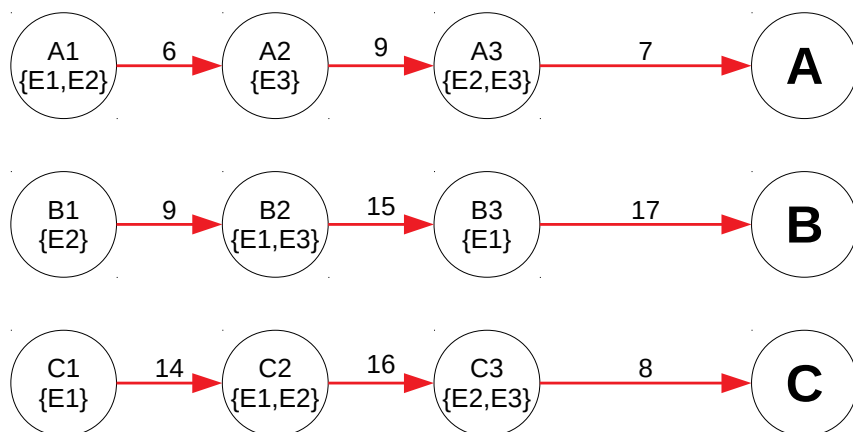 A1 6 A2 9 A3 7 A
{E1,E2} {E3} {E2,E3}
B1 9 B2 15 B3 17 B
{E2} {E1,E3} {E1}
C1 14 C2 16 C3 8 C
{E1} {E1,E2} {E2,E3}